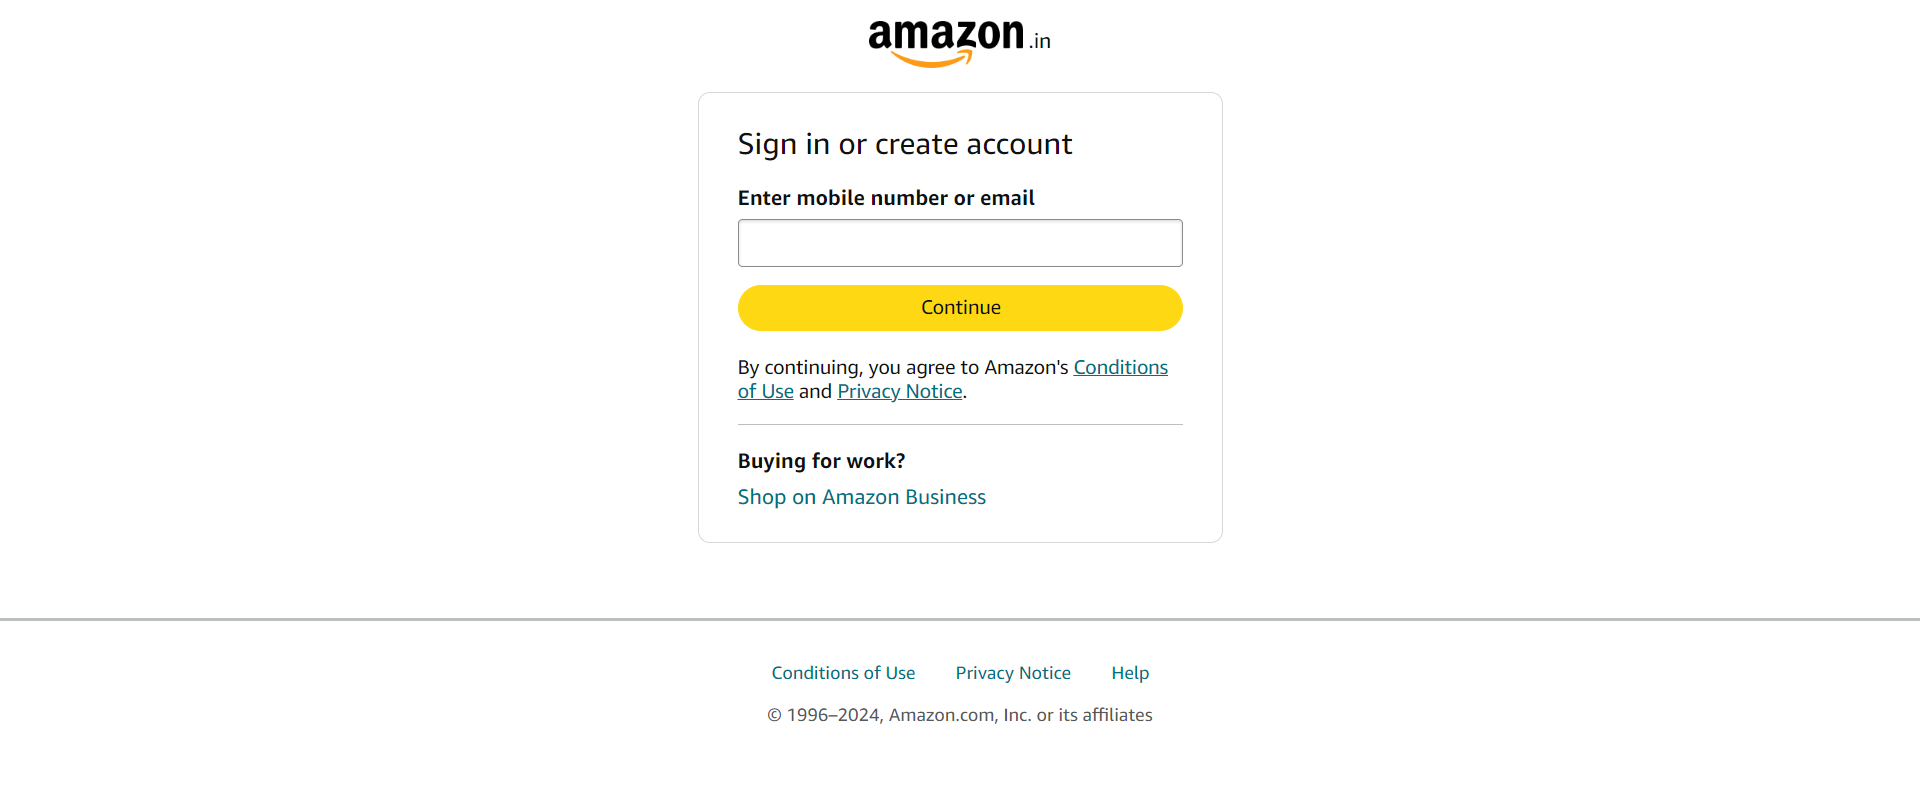 amazon.in
Sign in or create account
Enter mobile number or email
Continue
By continuing, you agree to Amazon's Conditions
of Use and Privacy Notice.
Buying for work?
Shop on Amazon Business
Conditions of Use Privacy Notice Help
© 1996–2024, Amazon.com, Inc. or its affiliates